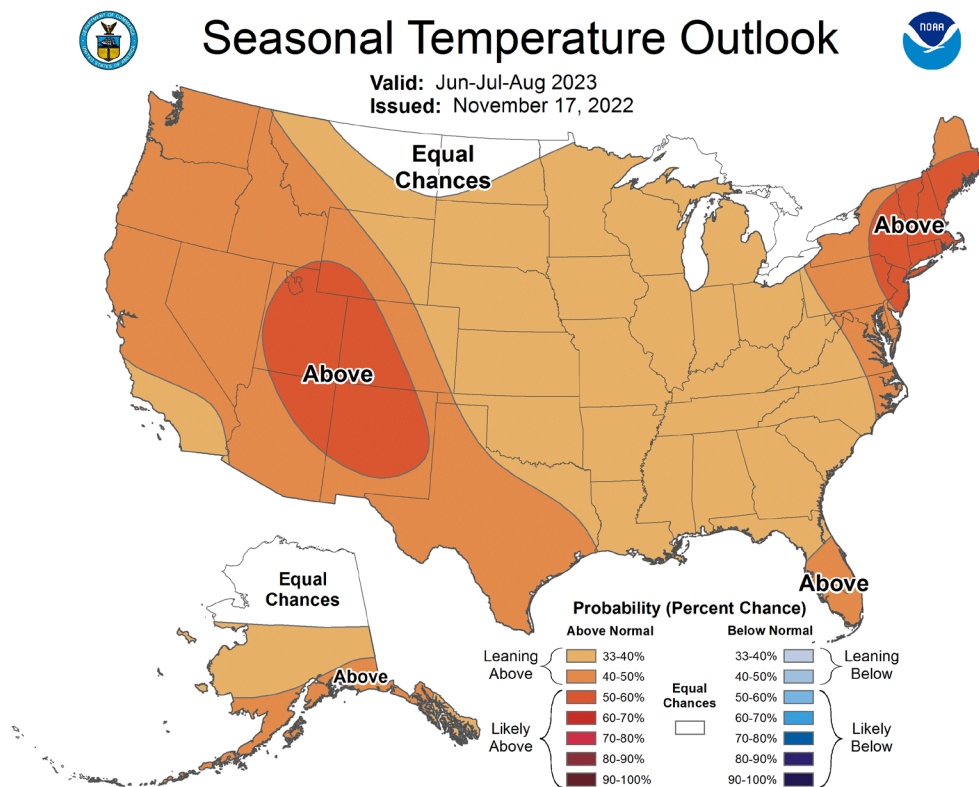 Seasonal Temperature Outlook
Valid: Jun-Jul-Aug 2023
Issued: November 17, 2022
NOAA
Equal
Chances
Above
Above
Above
Equal
Chances
Above
Probability (Percent Chance)
Above Normal
Below Normal
Leaning
Above
33-40%
40-50%
Likely
Above
50-60%
60-70%
70-80%
80-90%
90-100%
Equal
Chances
33-40%
40-50%
Leaning
Below
50-60%
60-70%
70-80%
80-90%
90-100%
Likely
Below